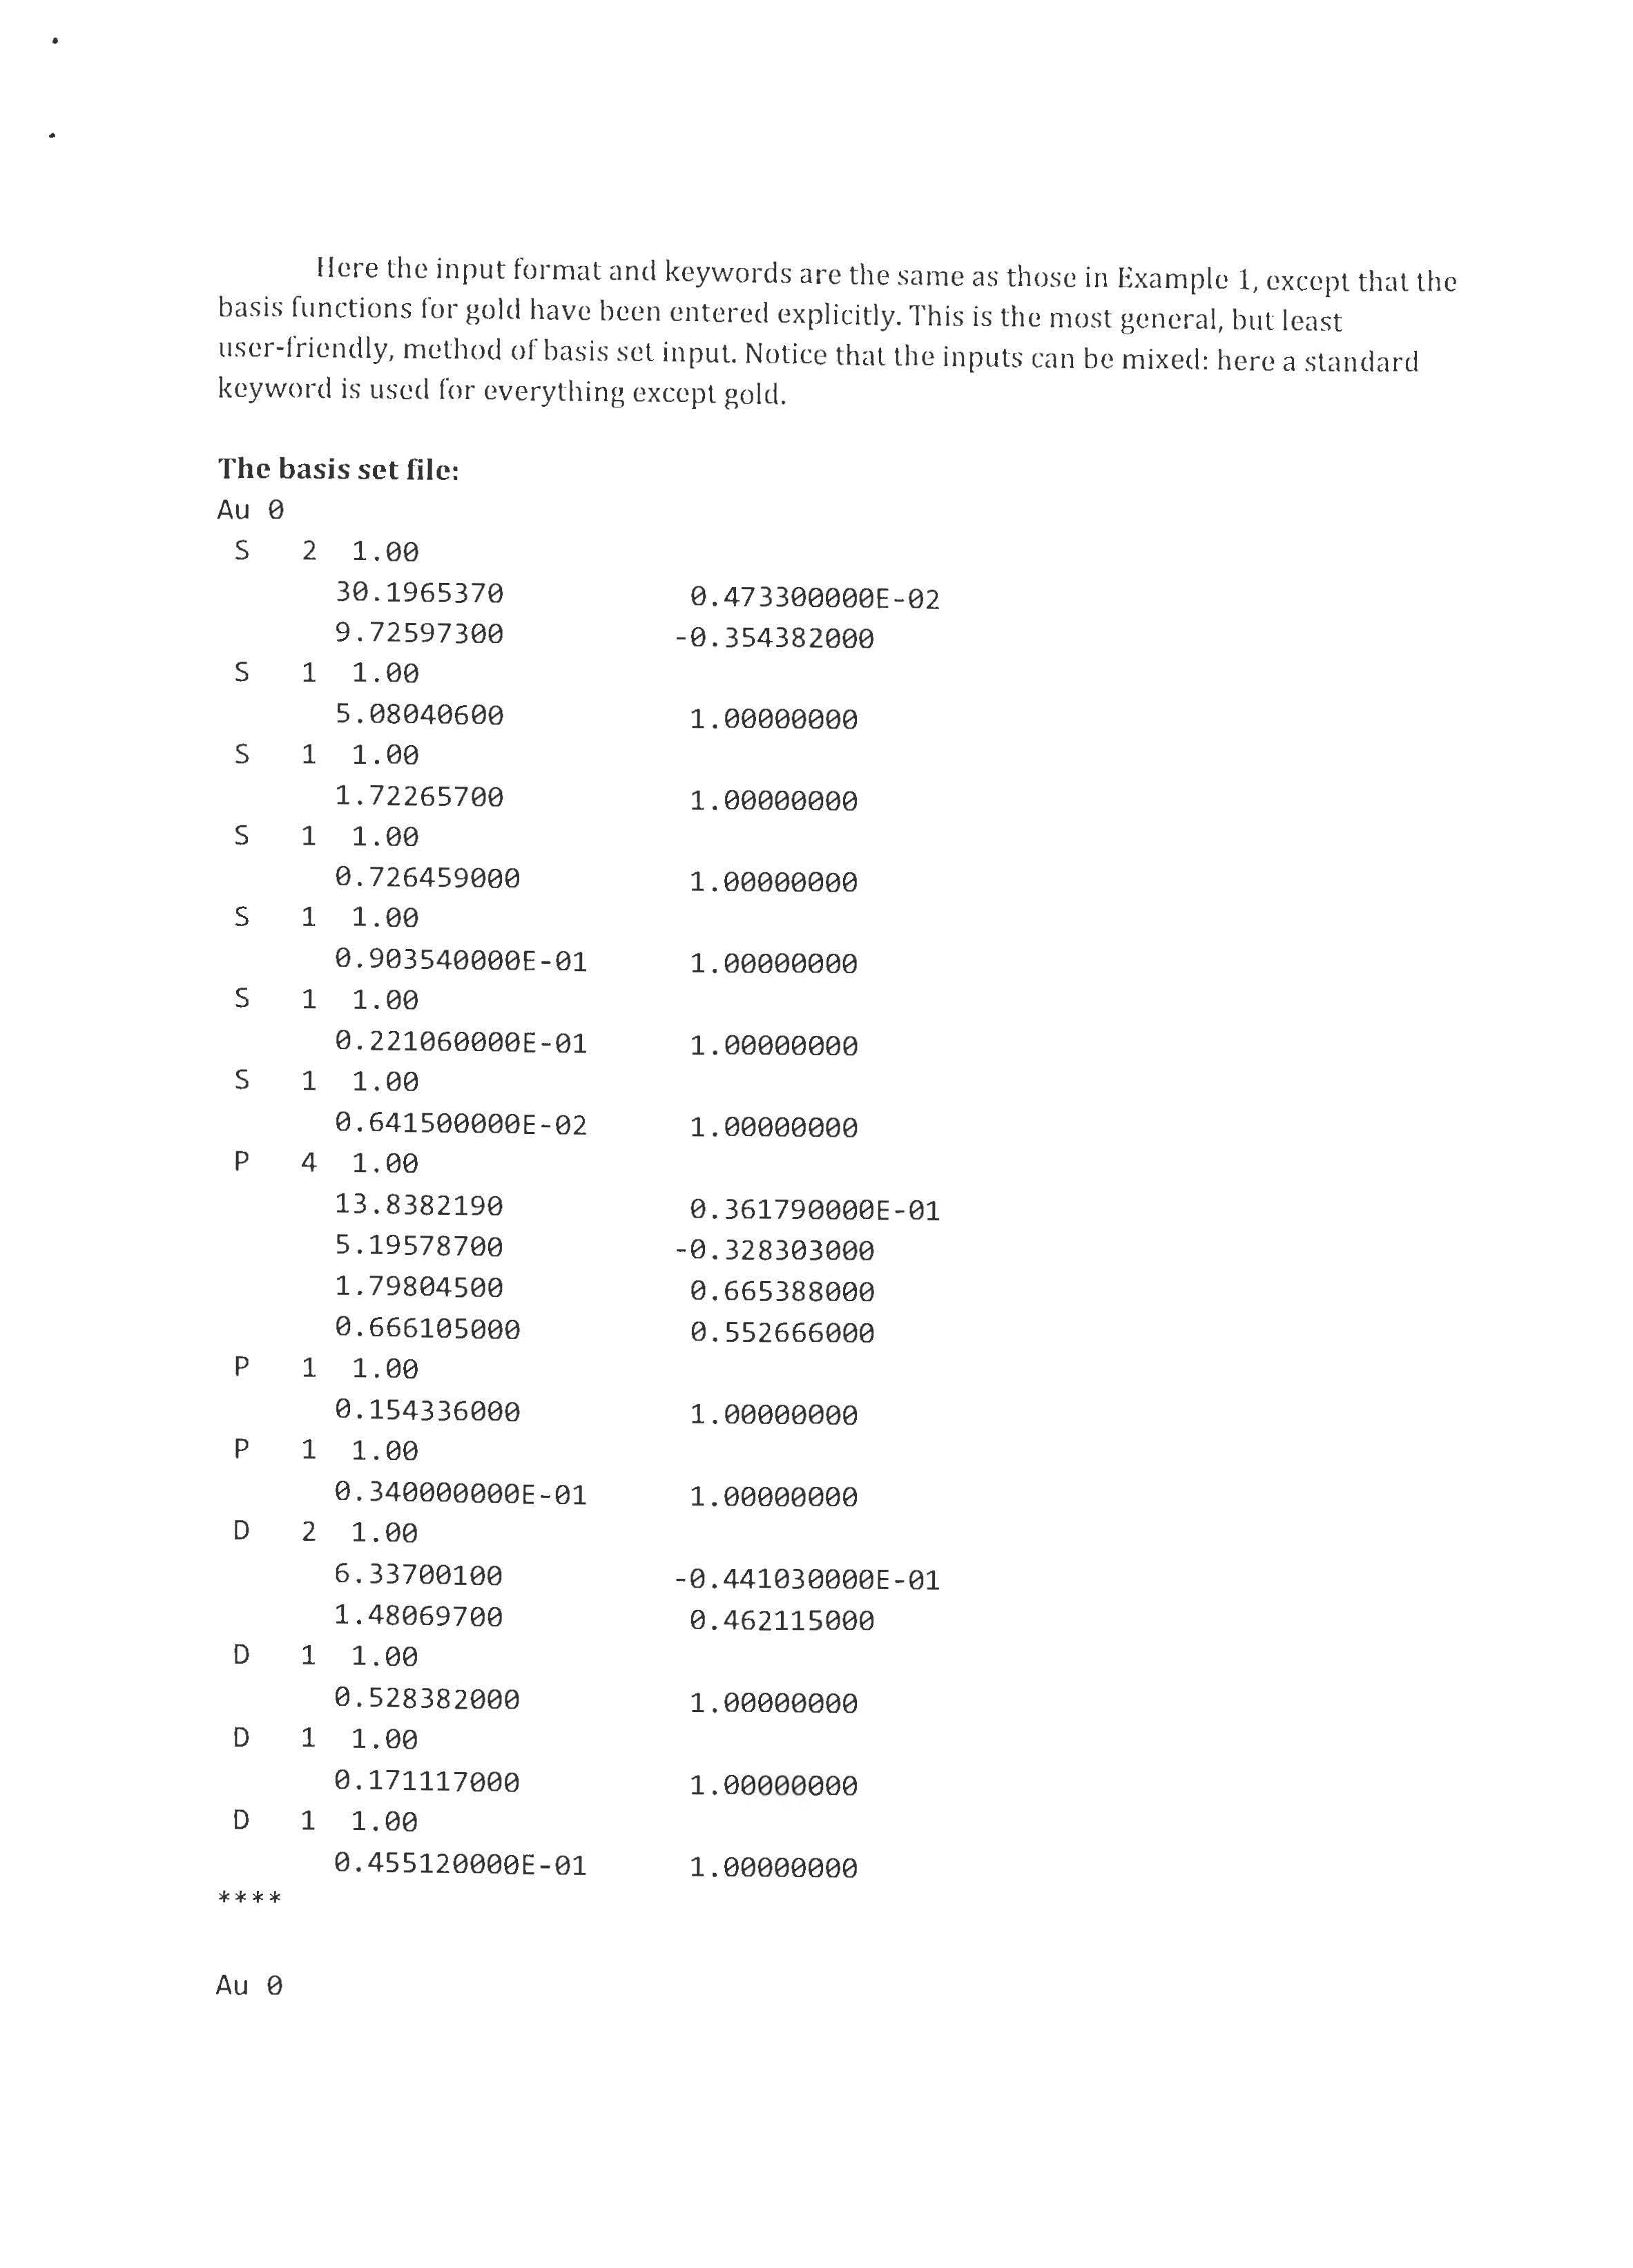 Here the input format and keywords are the same as those in Example 1, except that the
basis functions for gold have been entered explicitly. This is the most general, but least
user-friendly, method of basis set input. Notice that the inputs can be mixed: here a standard
keyword is used for everything except gold.
The basis set file:
Au 0
S 2 1.00
30.1965370 0.473300000E-02
9.72597300 -0.354382000
S 1 1.00
5.08040600 1.00000000
S 1 1.00
1.72265700 1.00000000
S 1 1.00
0.726459000 1.00000000
S 1 1.00
0.903540000E-01 1.00000000
S 1 1.00
0.221060000E-01 1.00000000
S 1 1.00
0.641500000E-02 1.00000000
P 4 1.00
13.8382190 0.361790000E-01
5.19578700 -0.328303000
1.79804500 0.665388000
0.666105000 0.552666000
P 1 1.00
0.154336000 1.00000000
P 1 1.00
0.340000000E-01 1.00000000
D 2 1.00
6.33700100 -0.441030000E-01
1.48069700 0.462115000
D 1 1.00
0.528382000 1.00000000
D 1 1.00
0.171117000 1.00000000
D 1 1.00
0.455120000E-01 1.00000000
****
Au 0